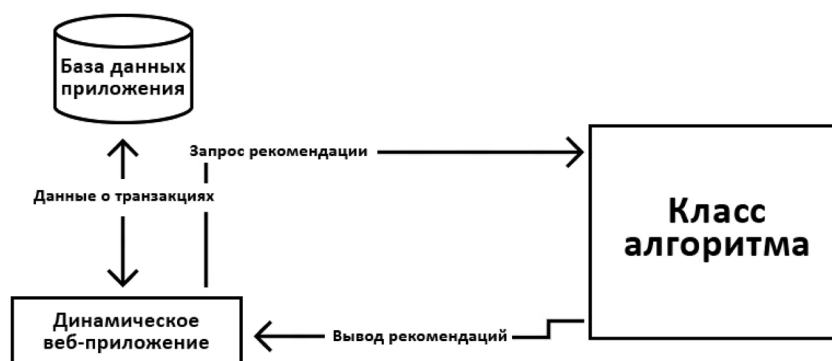 База данных
приложения
Запрос рекомендации
Данные о транзакциях
Класс
алгоритма
Динамическое
веб-приложение
Вывод рекомендаций